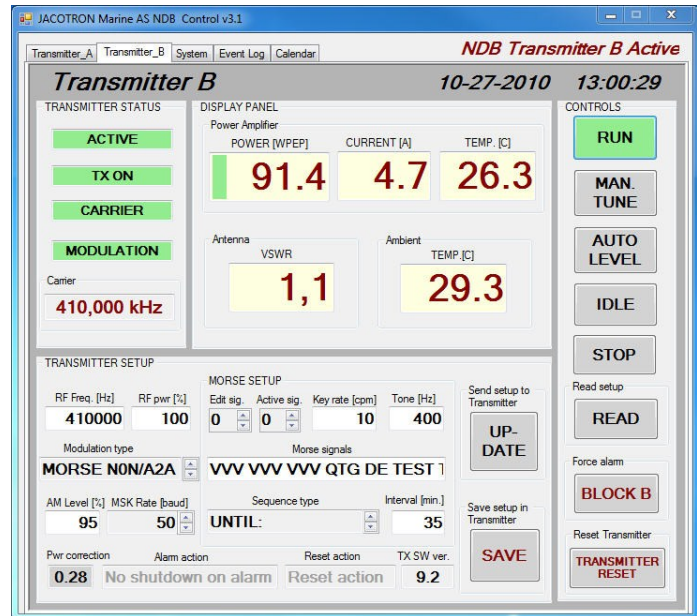 JACOTRON Marine AS NDB Control v3.1
Transmitter_A Transmitter_B System Event Log Calendar
NDB Transmitter B Active
Transmitter B 10-27-2010 13:00:29
TRANSMITTER STATUS
ACTIVE
TX ON
CARRIER
MODULATION
Carrier
410,000 kHz
DISPLAY PANEL
Power Amplifier
POWER [WPEP] CURRENT [A] TEMP. [C]
91.4 4.7 26.3
Antenna
VSWR
1,1
Ambient
TEMP.[C]
29.3
CONTROLS
RUN
MAN.
TUNE
AUTO
LEVEL
IDLE
STOP
Read setup
READ
Force alarm
BLOCK B
Reset Transmitter
TRANSMITTER
RESET
TRANSMITTER SETUP
RF Freq. [Hz] RF pwr [%]
410000 100
MORSE SETUP
Edit sig. Active sig. Key rate [cpm] Tone [Hz]
0 0 10 400
Modulation type
MORSE N0N/A2A
Morse signals
VVV VVV VVV QTG DE TEST
AM Level [%] MSK Rate [baud]
95 50
Sequence type Interval [min.]
UNTIL: 35
Pwr correction Alarm action Reset action TX SW ver.
0.28 No shutdown on alarm Reset action 9.2
Send setup to
Transmitter
UP-
DATE
Save setup in
Transmitter
SAVE